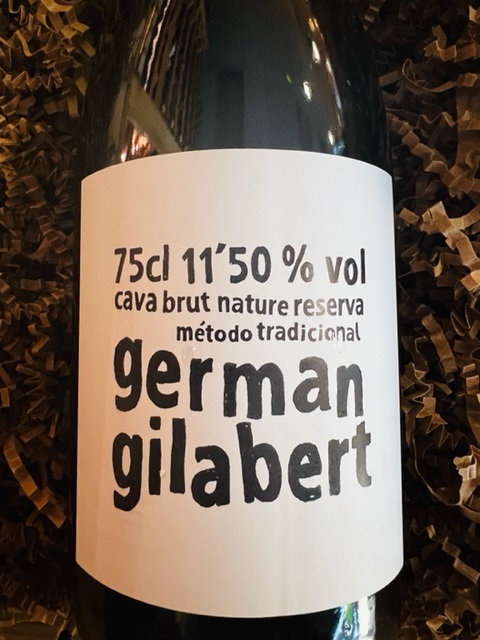 75cl 11´50 % vol
cava brut nature reserva
método tradicional
german
gilabert